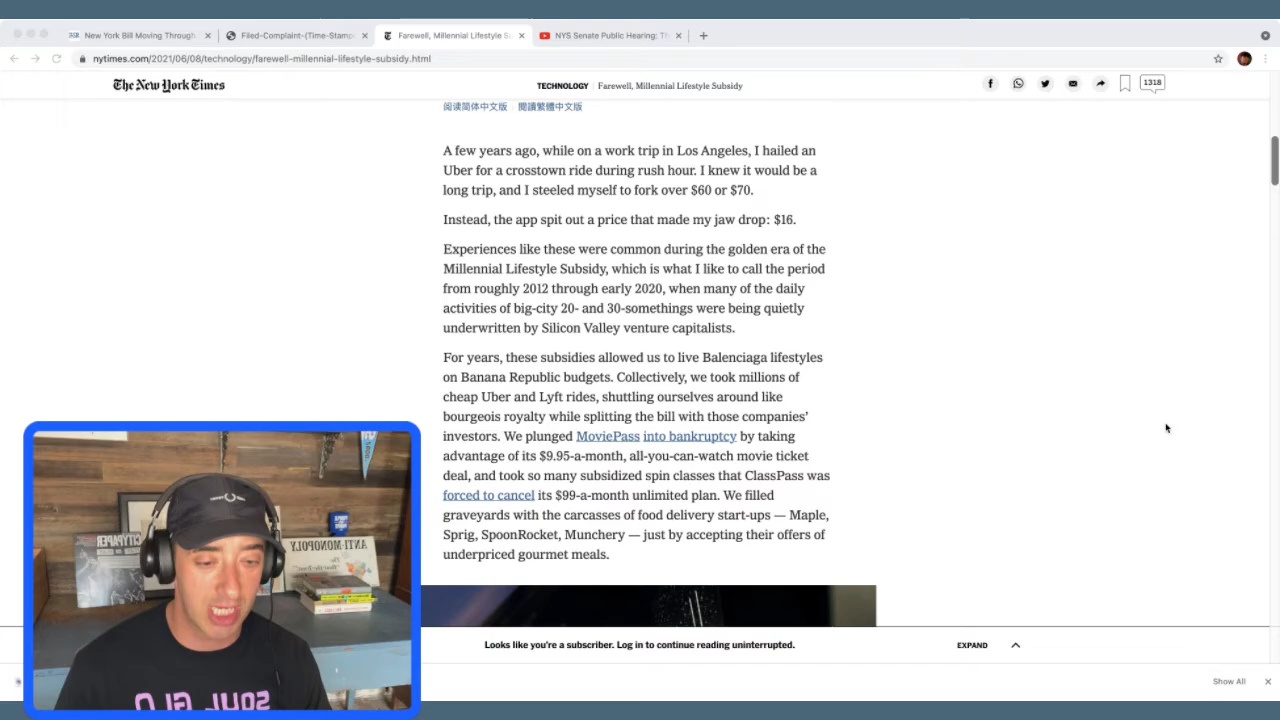 New York Bill Moving Through
Filed-Complaint-(Time-Stamp
Farewell, Millennial Lifestyle Su
NYS Senate Public Hearing: Th
nytimes.com/2021/06/08/technology/farewell-millennial-lifestyle-subsidy.html
The New York Times
TECHNOLOGY | Farewell, Millennial Lifestyle Subsidy
1318
阅读简体中文版 閱讀繁體中文版
A few years ago, while on a work trip in Los Angeles, I hailed an
Uber for a crosstown ride during rush hour. I knew it would be a
long trip, and I steeled myself to fork over $60 or $70.
Instead, the app spit out a price that made my jaw drop: $16.
Experiences like these were common during the golden era of the
Millennial Lifestyle Subsidy, which is what I like to call the period
from roughly 2012 through early 2020, when many of the daily
activities of big-city 20- and 30-somethings were being quietly
underwritten by Silicon Valley venture capitalists.
For years, these subsidies allowed us to live Balenciaga lifestyles
on Banana Republic budgets. Collectively, we took millions of
cheap Uber and Lyft rides, shuttling ourselves around like
bourgeois royalty while splitting the bill with those companies’
investors. We plunged MoviePass into bankruptcy by taking
advantage of its $9.95-a-month, all-you-can-watch movie ticket
deal, and took so many subsidized spin classes that ClassPass was
forced to cancel its $99-a-month unlimited plan. We filled
graveyards with the carcasses of food delivery start-ups — Maple,
Sprig, SpoonRocket, Munchery — just by accepting their offers of
underpriced gourmet meals.
Looks like you’re a subscriber. Log in to continue reading uninterrupted.
EXPAND
Show All
CITYPAPER
ANTI-MONOPOLY
SOUL GLO